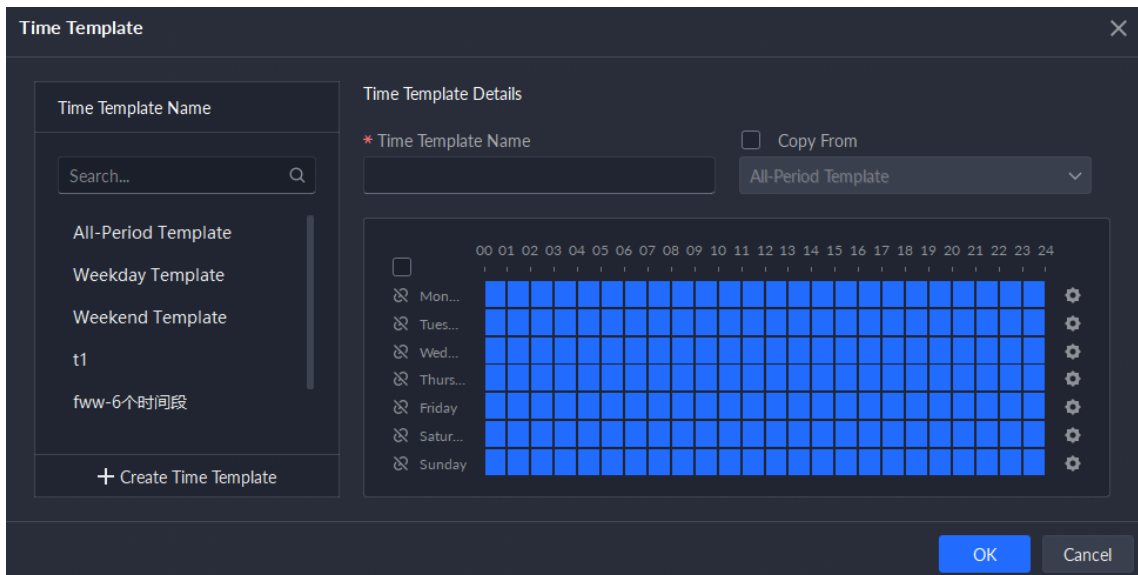 Time Template
Time Template Name
Search...
All-Period Template
Weekday Template
Weekend Template
t1
fww-6个时间段
Create Time Template
Time Template Details
* Time Template Name
Copy From
All-Period Template
00 01 02 03 04 05 06 07 08 09 10 11 12 13 14 15 16 17 18 19 20 21 22 23 24
Mon...
Tues...
Wed...
Thurs...
Friday
Satur...
Sunday
OK
Cancel